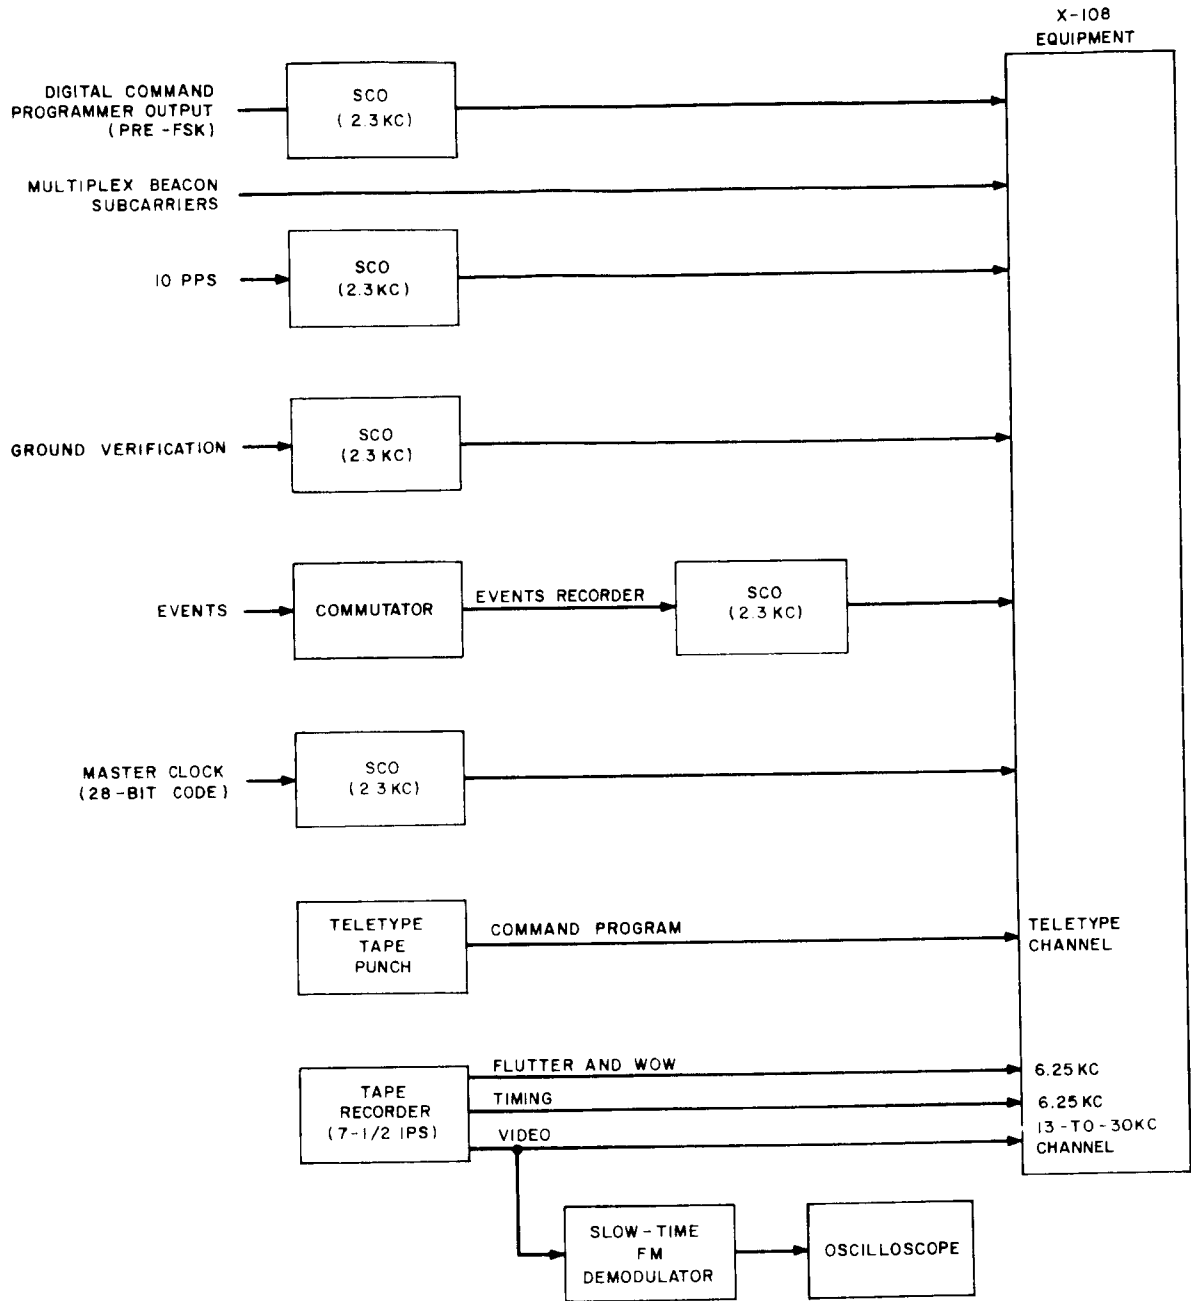 X-108
EQUIPMENT
DIGITAL COMMAND
PROGRAMMER OUTPUT
(PRE-FSK)
SCO
(2.3KC)
MULTIPLEX BEACON
SUBCARRIERS
10 PPS
SCO
(2.3KC)
GROUND VERIFICATION
SCO
(2.3KC)
EVENTS
COMMUTATOR
EVENTS RECORDER
SCO
(2.3KC)
MASTER CLOCK
(28-BIT CODE)
SCO
(2.3KC)
TELETYPE
TAPE
PUNCH
COMMAND PROGRAM
TELETYPE
CHANNEL
TAPE
RECORDER
(7-1/2 IPS)
FLUTTER AND WOW
6.25KC
TIMING
6.25KC
VIDEO
13-TO-30KC
CHANNEL
SLOW-TIME
FM
DEMODULATOR
OSCILLOSCOPE